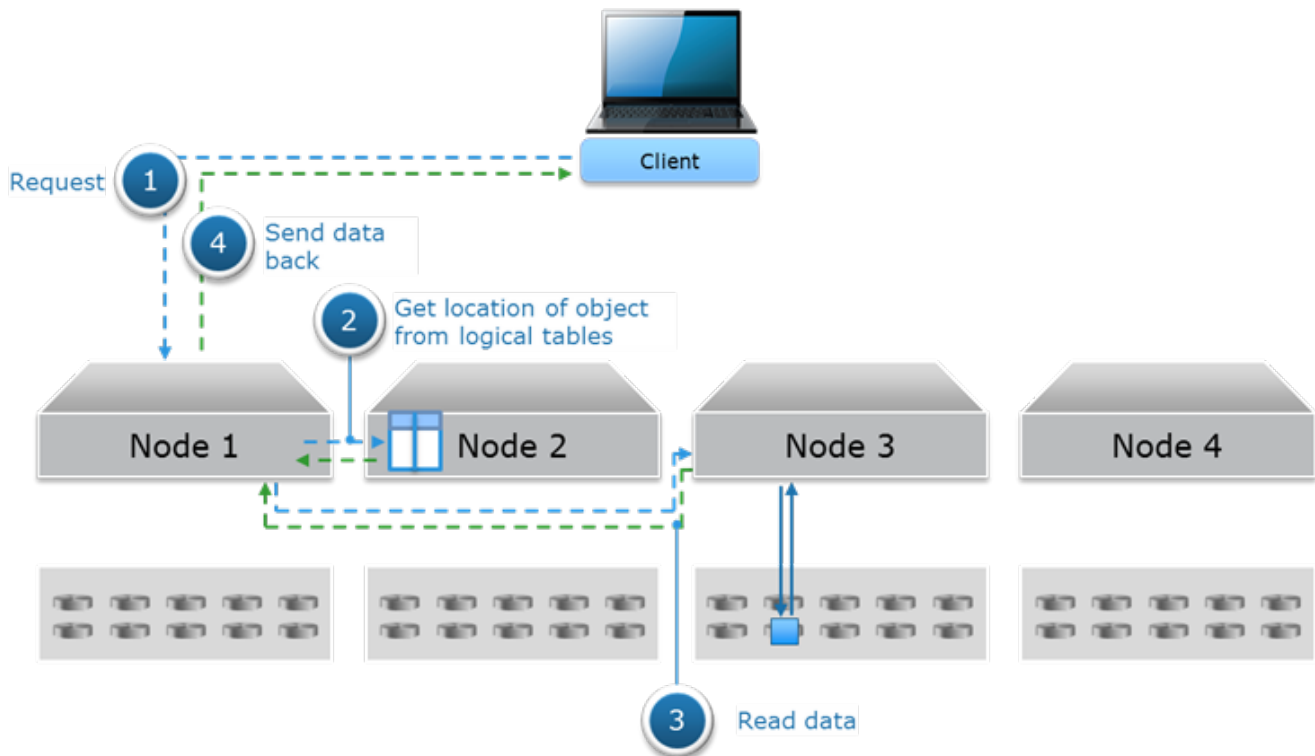 Client
Request
1
4
Send data
back
2
Get location of object
from logical tables
Node 1
Node 2
Node 3
Node 4
3
Read data